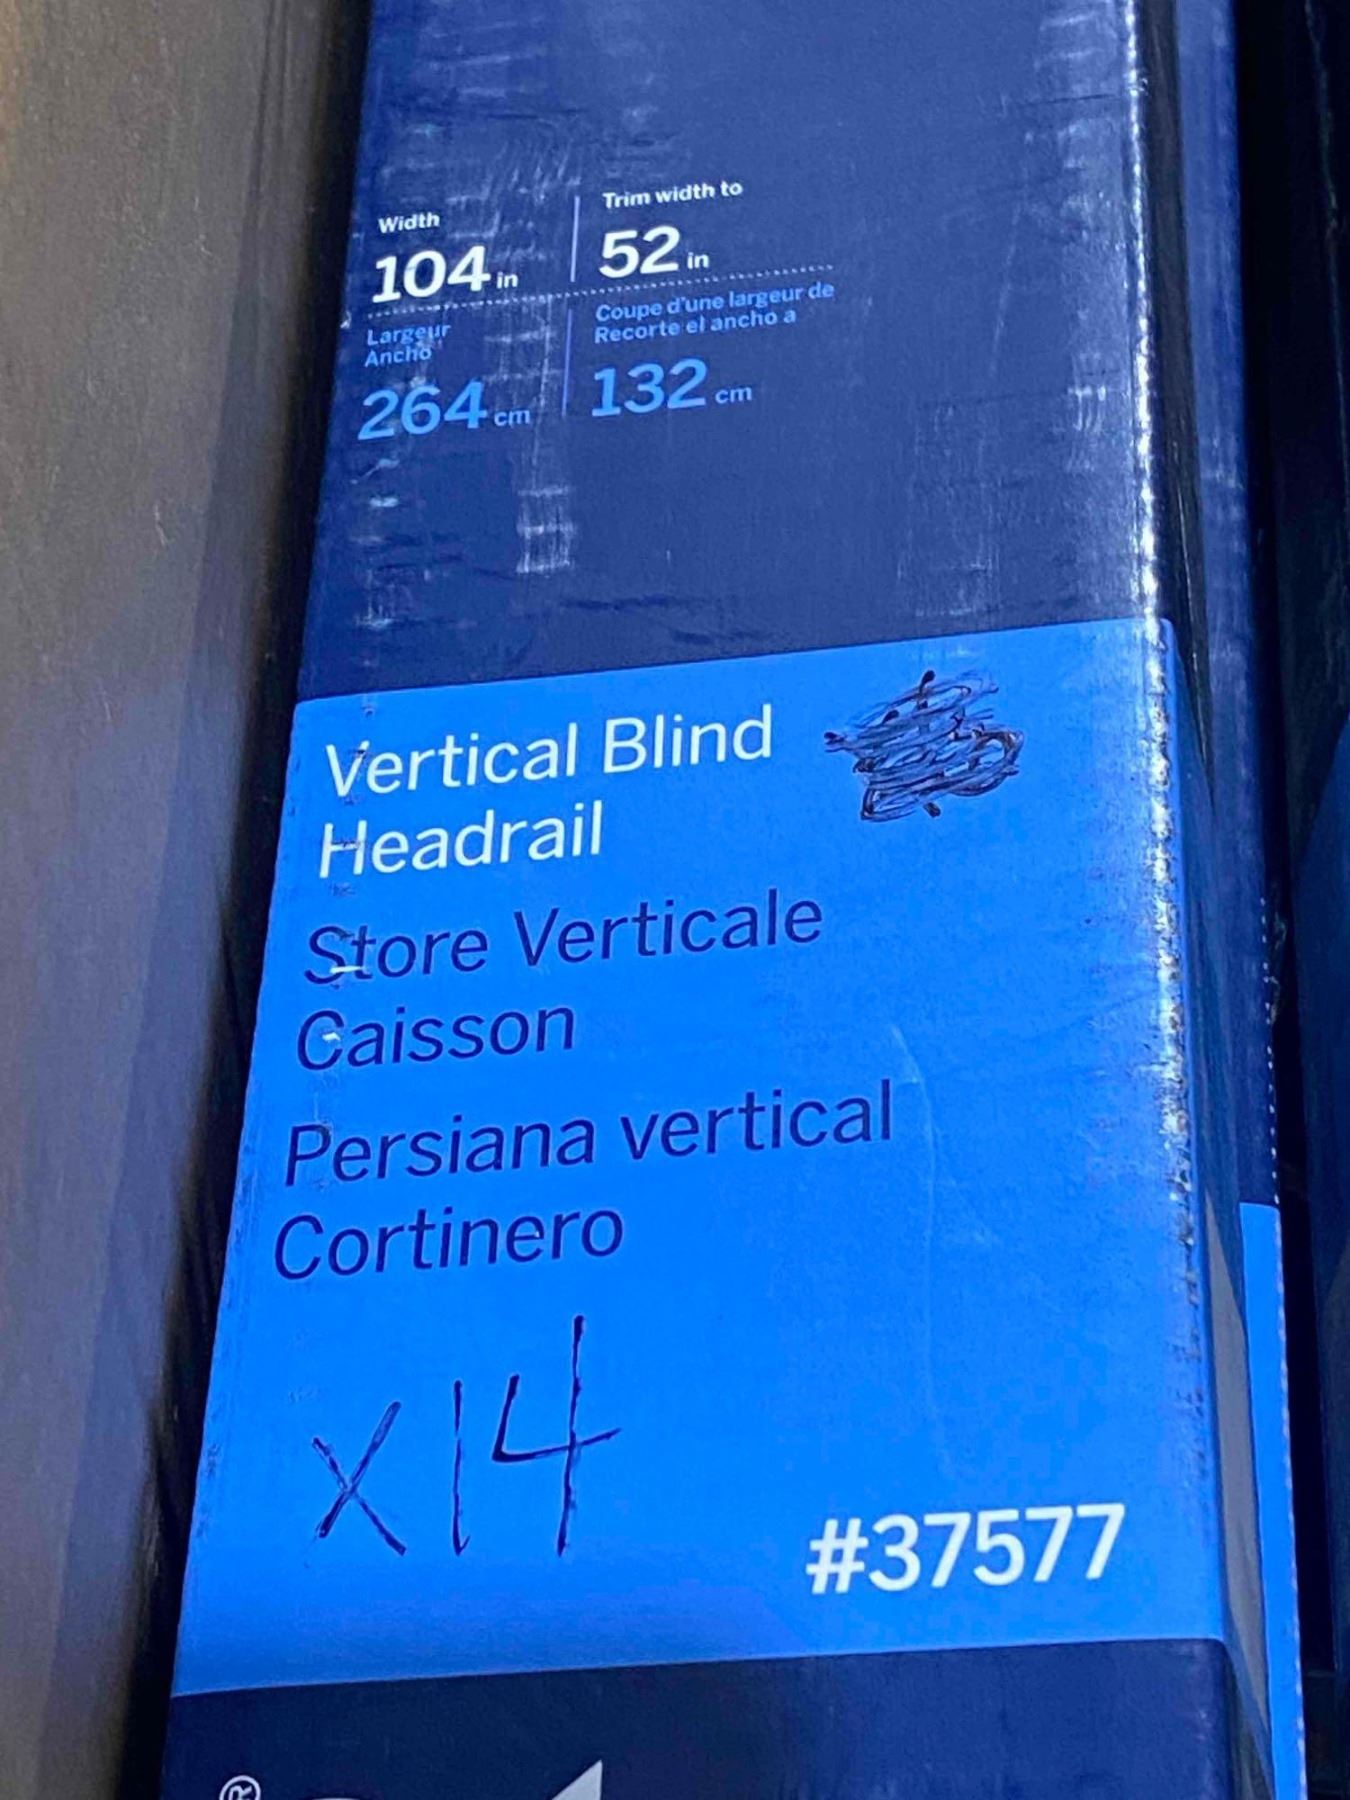 Width
104 in
Trim width to
52 in
Largeur
Ancho
264 cm
Coupe d'une largeur de
Recorte el ancho a
132 cm
Vertical Blind
Headrail
Store Verticale
Caisson
Persiana vertical
Cortinero
x14
#37577
®